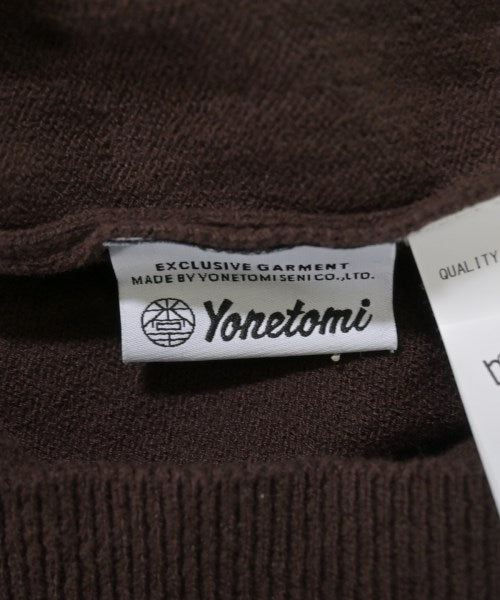 EXCLUSIVE GARMENT
MADE BY YONETOMI SENI CO.,LTD.
Yonetomi
QUALITY